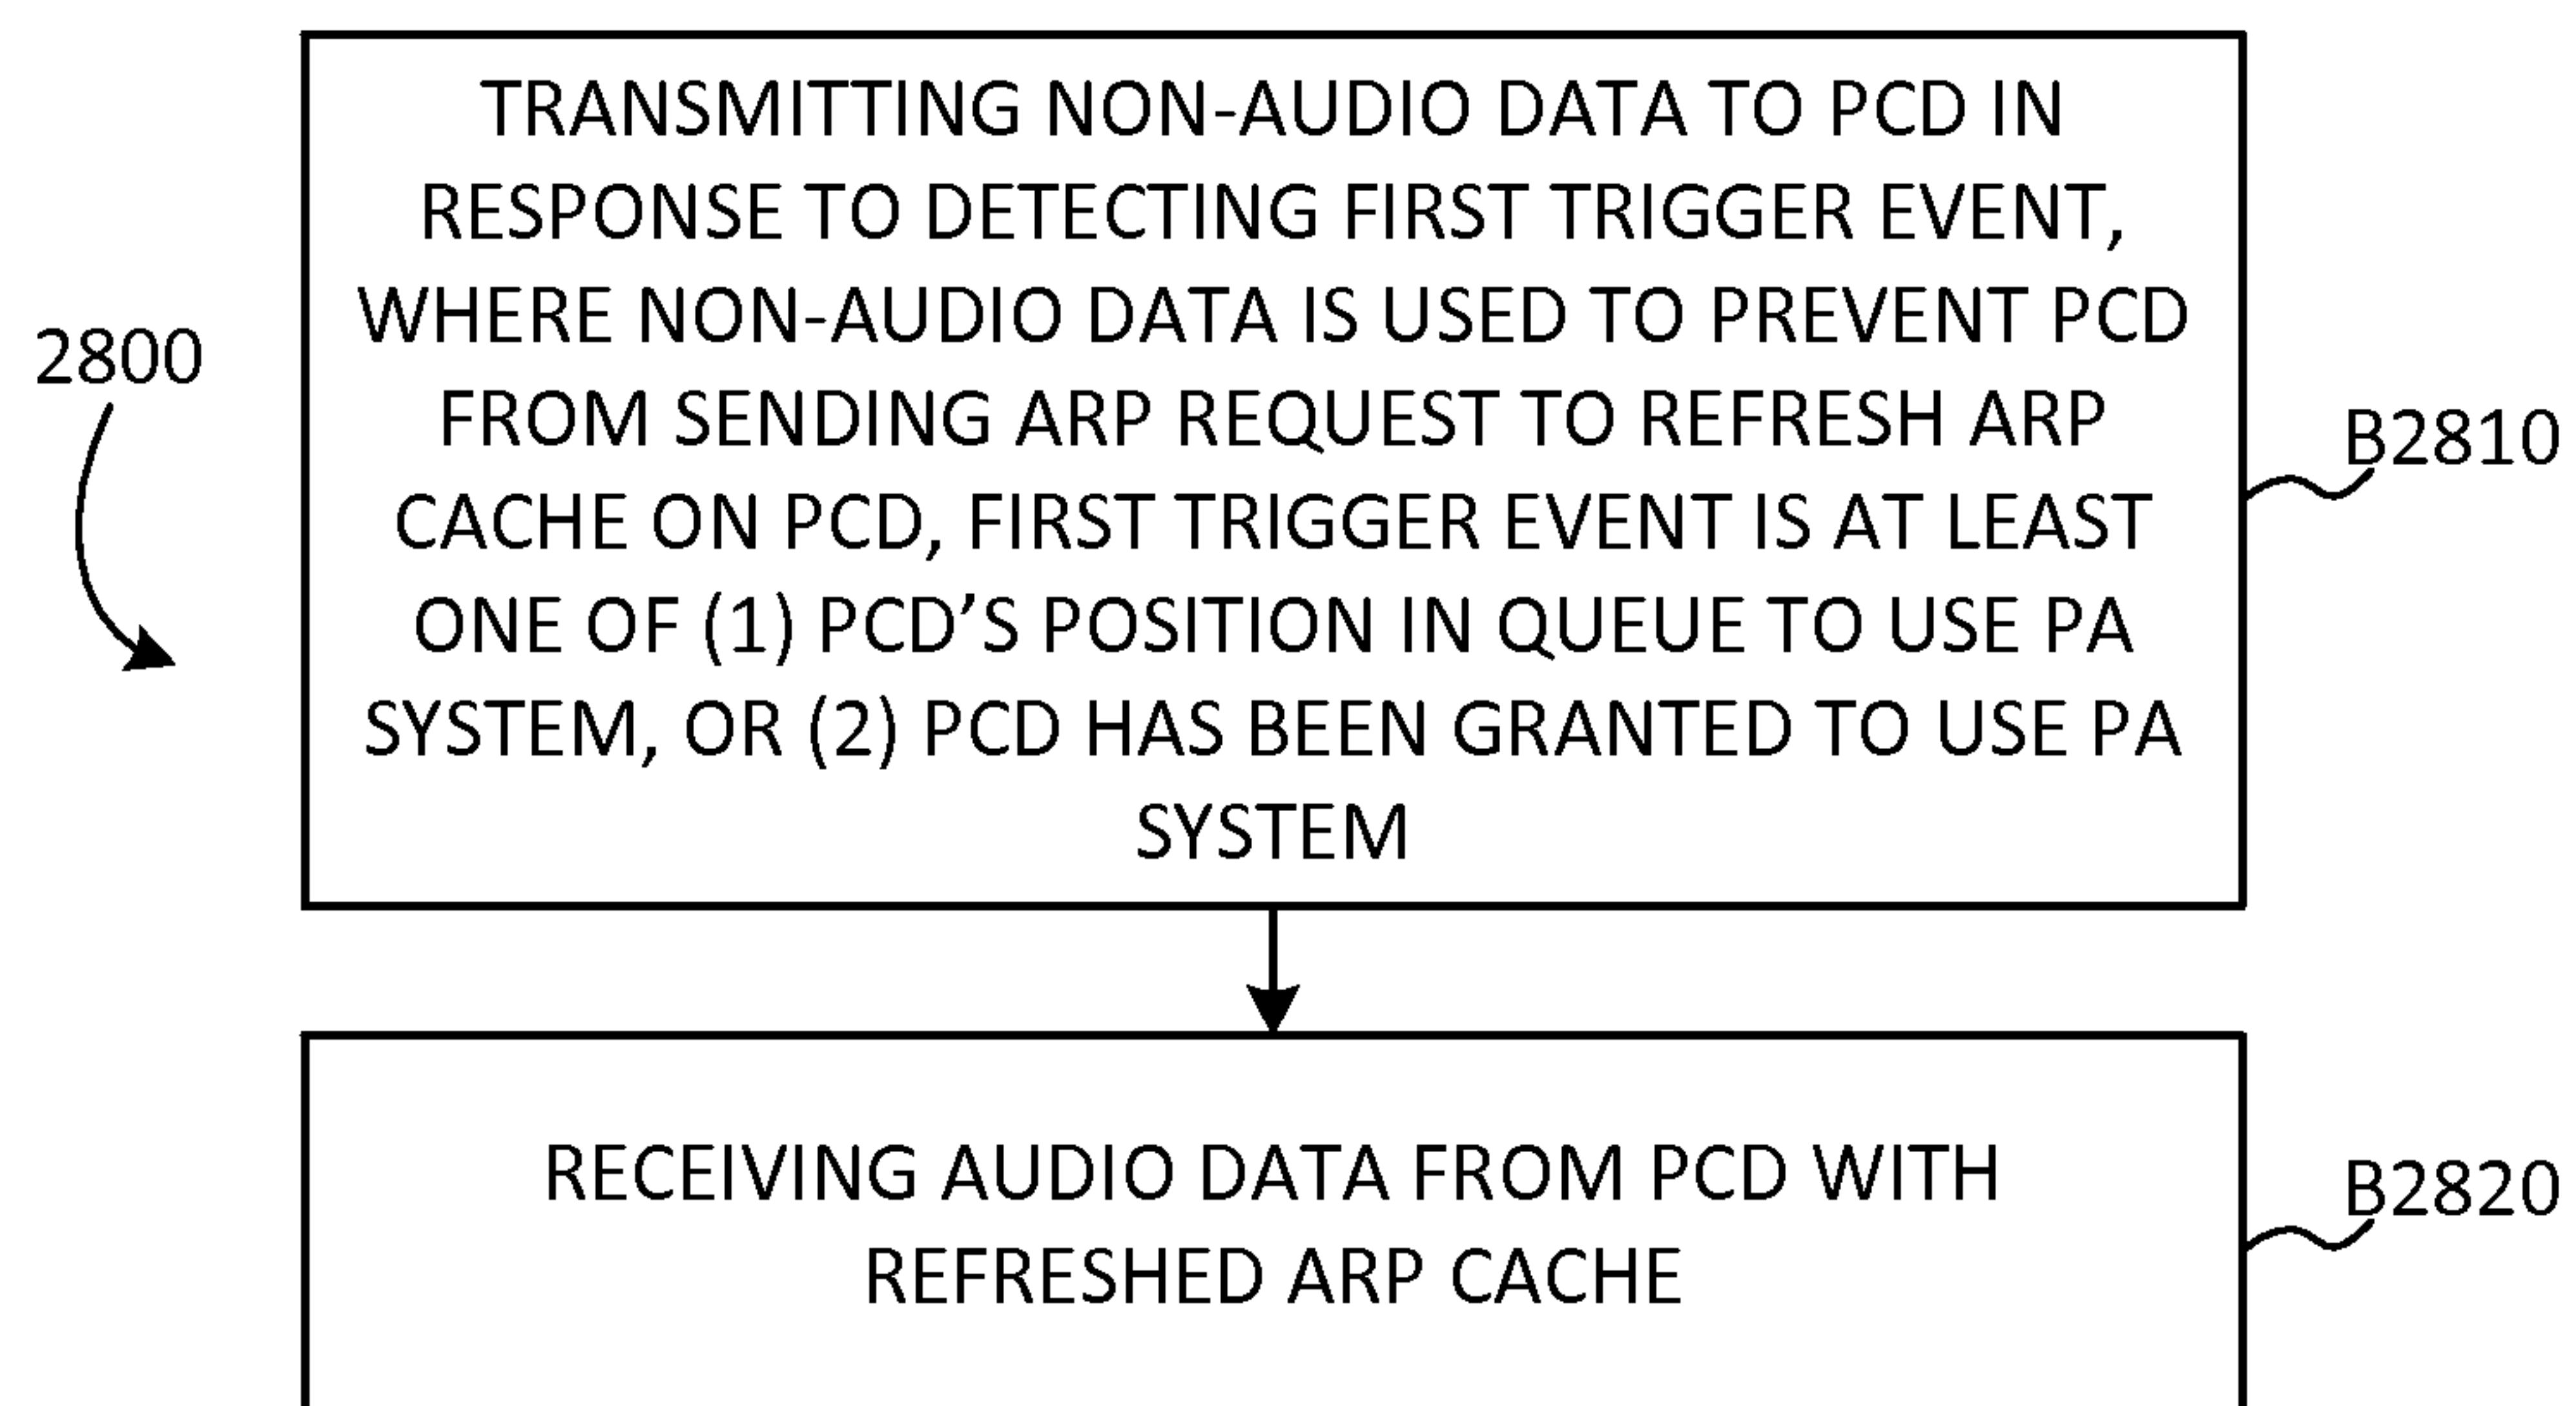 TRANSMITTING NON-AUDIO DATA TO PCD IN
RESPONSE TO DETECTING FIRST TRIGGER EVENT,
WHERE NON-AUDIO DATA IS USED TO PREVENT PCD
FROM SENDING ARP REQUEST TO REFRESH ARP
CACHE ON PCD, FIRST TRIGGER EVENT IS AT LEAST
ONE OF (1) PCD’S POSITION IN QUEUE TO USE PA
SYSTEM, OR (2) PCD HAS BEEN GRANTED TO USE PA
SYSTEM
2800
B2810
RECEIVING AUDIO DATA FROM PCD WITH
REFRESHED ARP CACHE
B2820